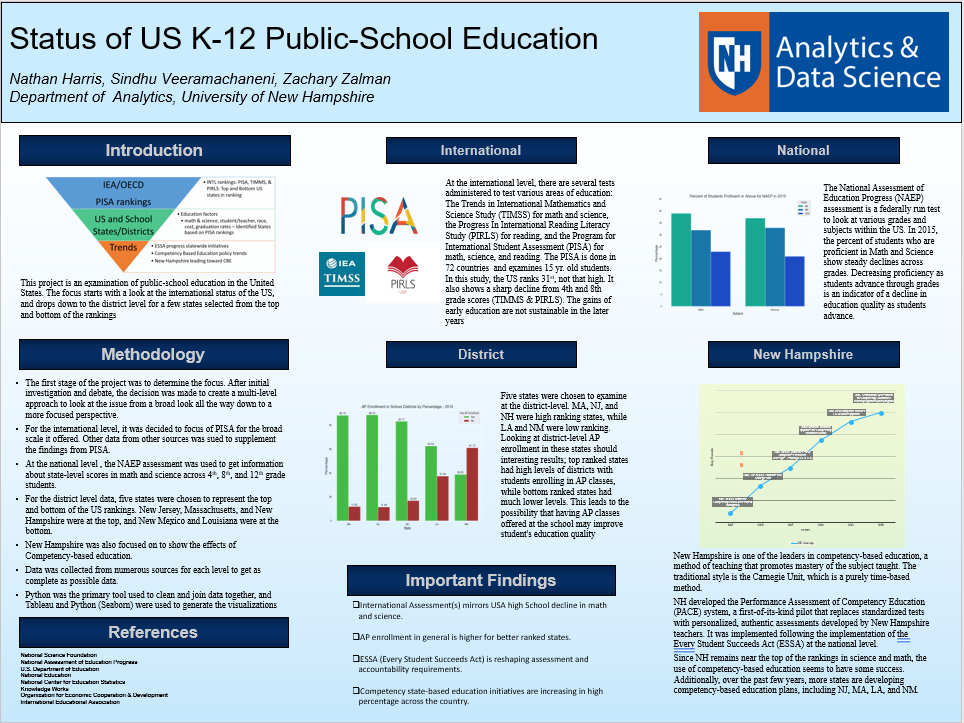 Status of US K-12 Public-School Education
Nathan Harris, Sindhu Veeramachaneni, Zachary Zalman
Department of Analytics, University of New Hampshire
NH
Analytics &
Data Science
Introduction
IEA/OECD
PISA rankings
US and School
States/Districts
Trends
• INTL rankings: PISA, TIMMS, &
PIRLS: Top and Bottom US
states in ranking
• Education factors
• math & science, student/teacher, race,
cost, graduation rates – Identified States
based on PISA rankings
• ESSA progress statewide initiatives
• Competency Based Education policy trends
• New Hampshire leading toward CBE
This project is an examination of public-school education in the United
States. The focus starts with a look at the international status of the US,
and drops down to the district level for a few states selected from the top
and bottom of the rankings
Methodology
• The first stage of the project was to determine the focus. After initial
investigation and debate, the decision was made to create a multi-level
approach to look at the issue from a broad look all the way down to a
more focused perspective.
• For the international level, it was decided to focus of PISA for the broad
scale it offered. Other data from other sources was sued to supplement
the findings from PISA.
• At the national level , the NAEP assessment was used to get information
about state-level scores in math and science across 4th, 8th, and 12th grade
students.
• For the district level data, five states were chosen to represent the top
and bottom of the US rankings. New Jersey, Massachusetts, and New
Hampshire were at the top, and New Mexico and Louisiana were at the
bottom.
• New Hampshire was also focused on to show the effects of
Competency-based education.
• Data was collected from numerous sources for each level to get as
complete as possible data.
• Python was the primary tool used to clean and join data together, and
Tableau and Python (Seaborn) were used to generate the visualizations
References
National Science Foundation
National Assessment of Education Progress
U.S. Department of Education
National Education
National Center for Education Statistics
Knowledge Works
Organization for Economic Cooperation & Development
International Educational Association
International
PISA
IEA
TIMSS
PIRLS
At the international level, there are several tests
administered to test various areas of education:
The Trends in International Mathematics and
Science Study (TIMSS) for math and science,
the Progress In International Reading Literacy
Study (PIRLS) for reading, and the Program for
International Student Assessment (PISA) for
math, science, and reading. The PISA is done in
72 countries and examines 15 yr. old students.
In this study, the US ranks 31st, not that high. It
also shows a sharp decline from 4th and 8th
grade scores (TIMMS & PIRLS). The gains of
early education are not sustainable in the later
years
District
AP Enrollment in School Districts by Percentage - 2015
Percentage
State
Five states were chosen to examine
at the district-level. MA, NJ, and
NH were high ranking states, while
LA and NM were low ranking.
Looking at district-level AP
enrollment in these states should
interesting results; top ranked states
had high levels of districts with
students enrolling in AP classes,
while bottom ranked states had
much lower levels. This leads to the
possibility that having AP classes
offered at the school may improve
student's education quality
Important Findings
❑International Assessment(s) mirrors USA high School decline in math
and science.
❑AP enrollment in general is higher for better ranked states.
❑ESSA (Every Student Succeeds Act) is reshaping assessment and
accountability requirements.
❑Competency state-based education initiatives are increasing in high
percentage across the country.
National
Percent of Students Proficient or Above for NAEP in 2015
Percentage
Subject
The National Assessment of
Education Progress (NAEP)
assessment is a federally run test
to look at various grades and
subjects within the US. In 2015,
the percent of students who are
proficient in Math and Science
show steady declines across
grades. Decreasing proficiency as
students advance through grades
is an indicator of a decline in
education quality as students
advance.
New Hampshire
New Hampshire is one of the leaders in competency-based education, a
method of teaching that promotes mastery of the subject taught. The
traditional style is the Carnegie Unit, which is a purely time-based
method.
NH developed the Performance Assessment of Competency Education
(PACE) system, a first-of-its-kind pilot that replaces standardized tests
with personalized, authentic assessments developed by New Hampshire
teachers. It was implemented following the implementation of the
Every Student Succeeds Act (ESSA) at the national level.
Since NH remains near the top of the rankings in science and math, the
use of competency-based education seems to have some success.
Additionally, over the past few years, more states are developing
competency-based education plans, including NJ, MA, LA, and NM.